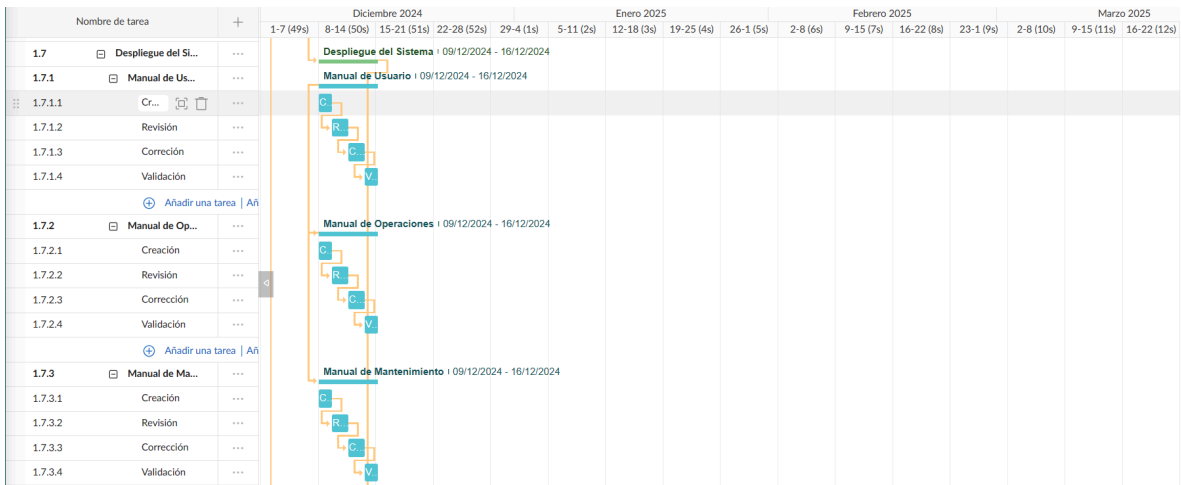 Nombre de tarea +
Diciembre 2024 Enero 2025 Febrero 2025 Marzo 2025
1-7 (49s) 8-14 (50s) 15-21 (51s) 22-28 (52s) 29-4 (1s) 5-11 (2s) 12-18 (3s) 19-25 (4s) 26-1 (5s) 2-8 (6s) 9-15 (7s) 16-22 (8s) 23-1 (9s) 2-8 (10s) 9-15 (11s) 16-22 (12s)
1.7 Despliegue del Si... ... Despliegue del Sistema 09/12/2024 - 16/12/2024
1.7.1 Manual de Us... ... Manual de Usuario 09/12/2024 - 16/12/2024
1.7.1.1 Cr... ... C...
1.7.1.2 Revisión ... R...
1.7.1.3 Correción ... C...
1.7.1.4 Validación ... V...
Añadir una tarea | Añ
1.7.2 Manual de Op... ... Manual de Operaciones 09/12/2024 - 16/12/2024
1.7.2.1 Creación ... C...
1.7.2.2 Revisión ... R...
1.7.2.3 Corrección ... C...
1.7.2.4 Validación ... V...
Añadir una tarea | Añ
1.7.3 Manual de Ma... ... Manual de Mantenimiento 09/12/2024 - 16/12/2024
1.7.3.1 Creación ... C...
1.7.3.2 Revisión ... R...
1.7.3.3 Corrección ... C...
1.7.3.4 Validación ... V...